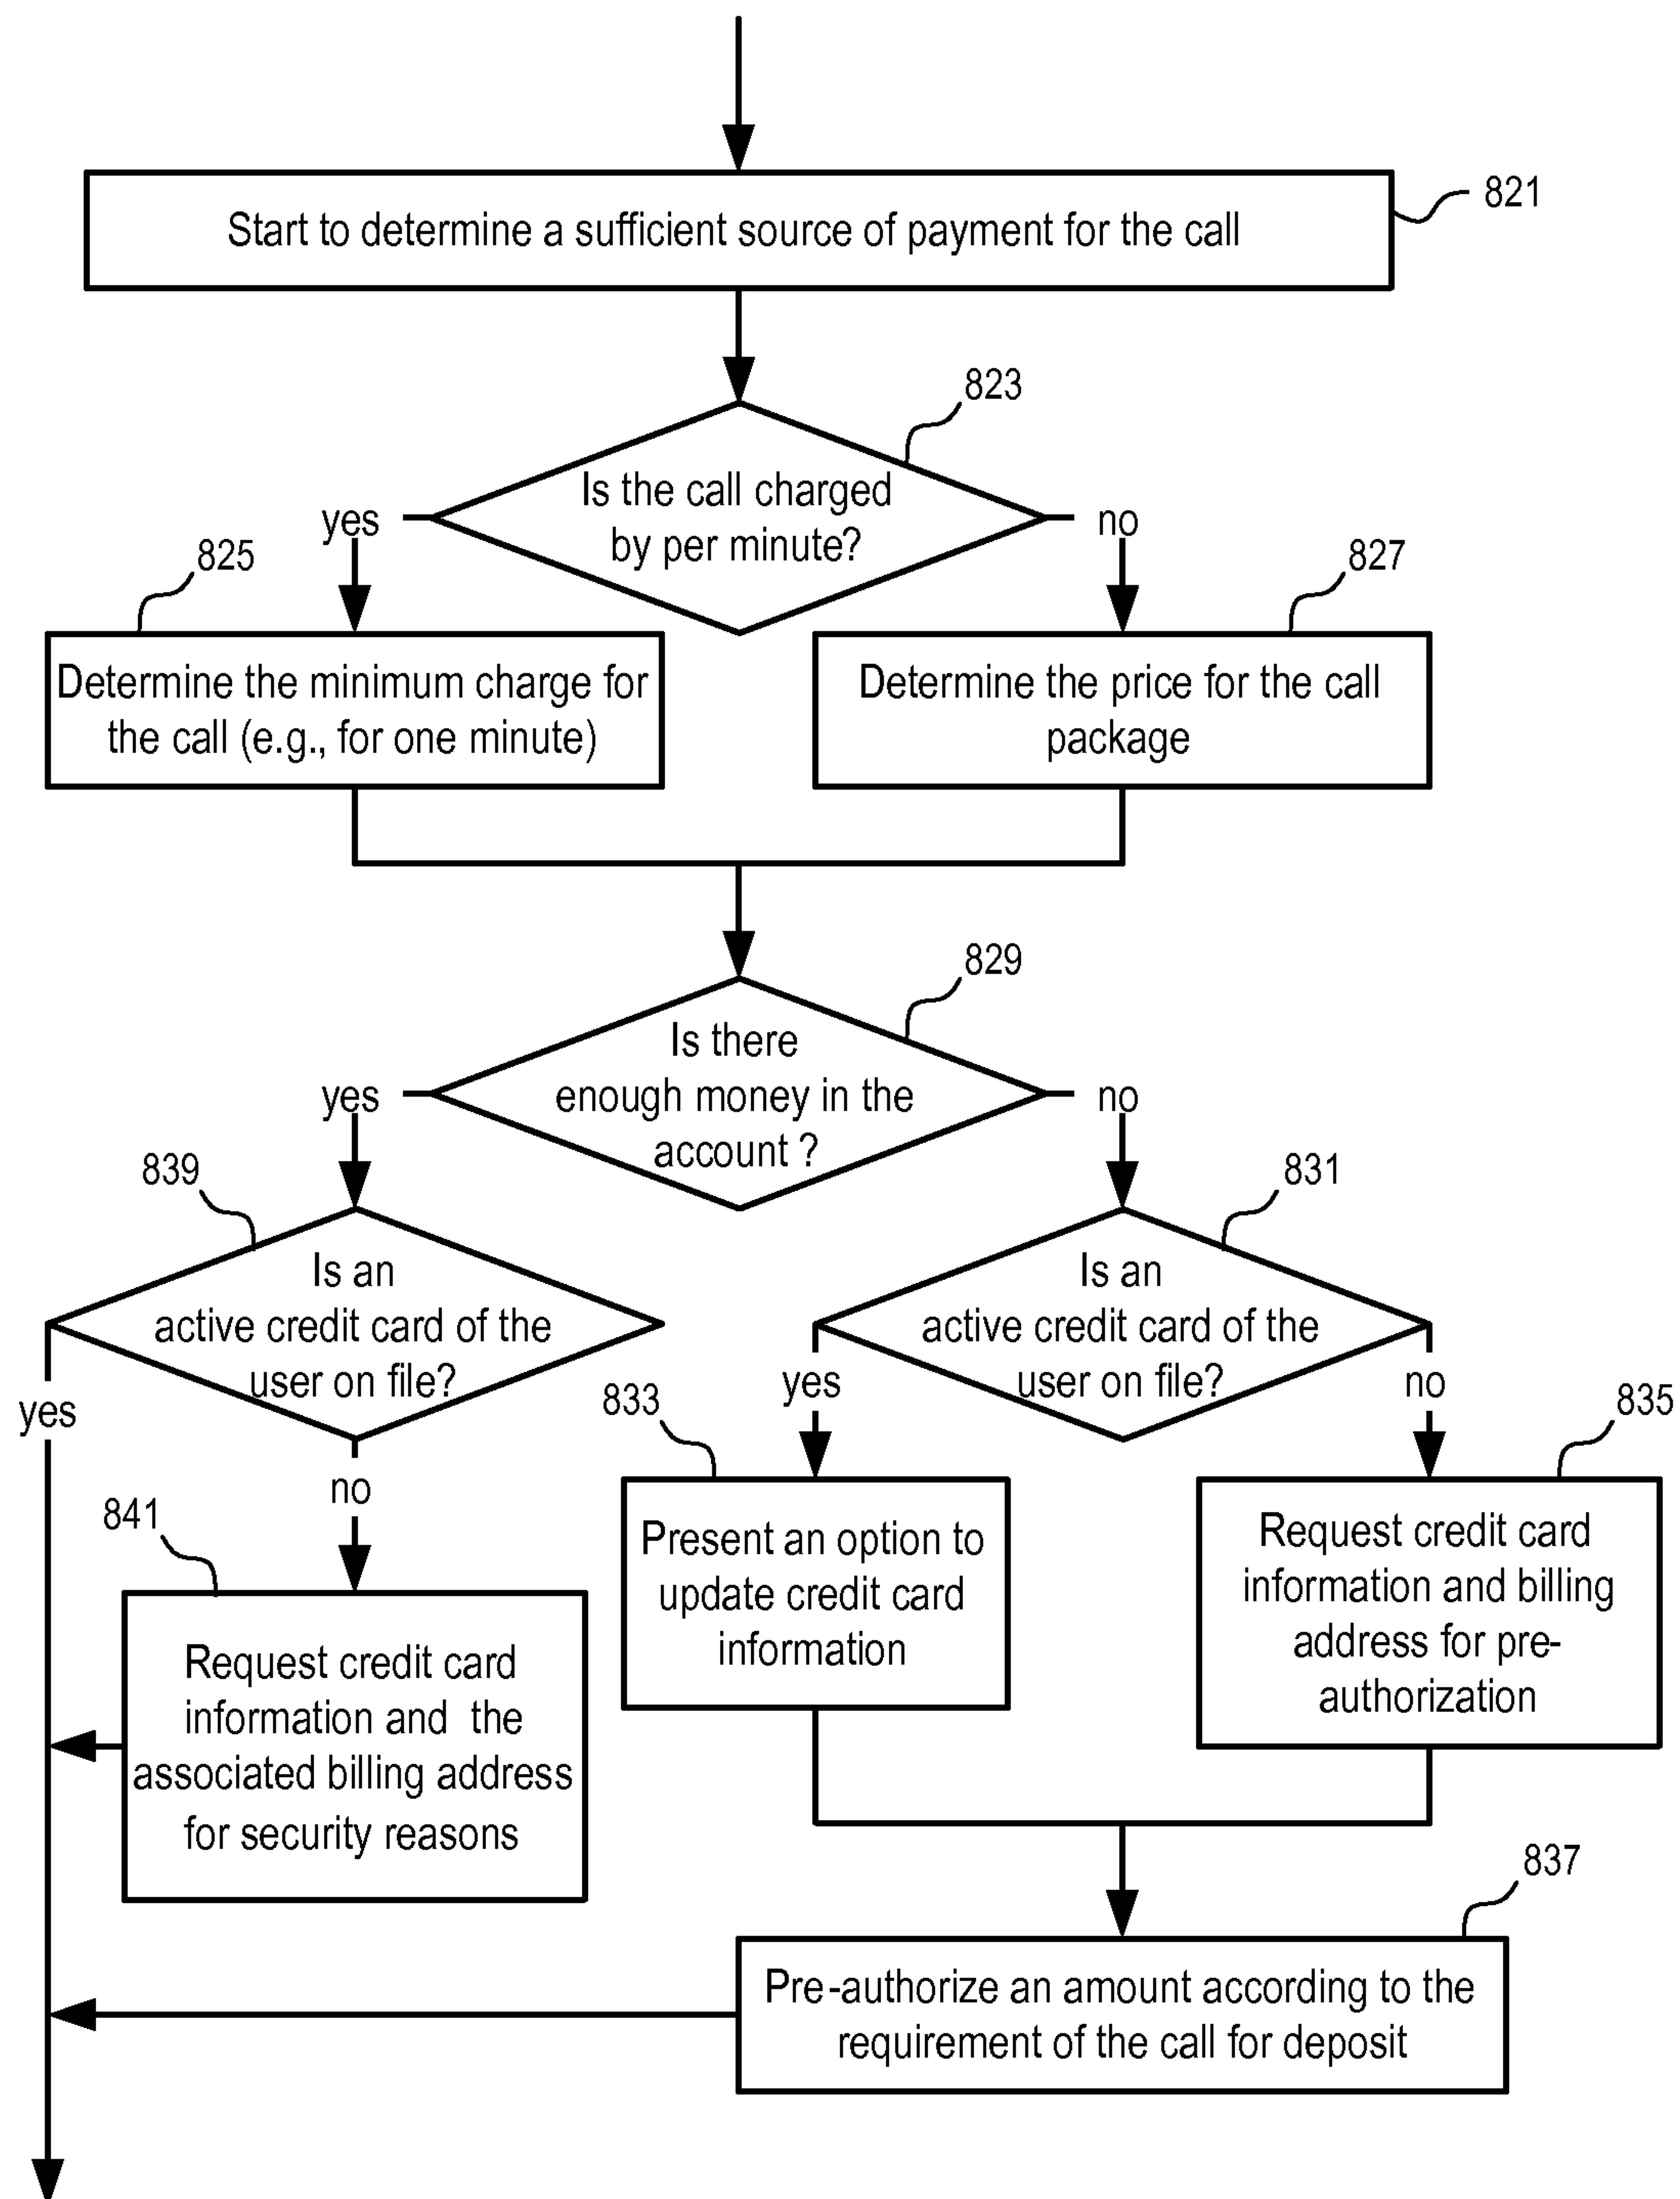 821
Start to determine a sufficient source of payment for the call
823
Is the call charged
by per minute?
yes
no
825
827
Determine the minimum charge for
the call (e.g., for one minute)
Determine the price for the call
package
829
Is there
enough money in the
account ?
yes
no
839
831
Is an
active credit card of the
user on file?
Is an
active credit card of the
user on file?
yes
no
yes
no
833
835
841
Request credit card
information and the
associated billing address
for security reasons
Present an option to
update credit card
information
Request credit card
information and billing
address for pre-
authorization
837
Pre-authorize an amount according to the
requirement of the call for deposit